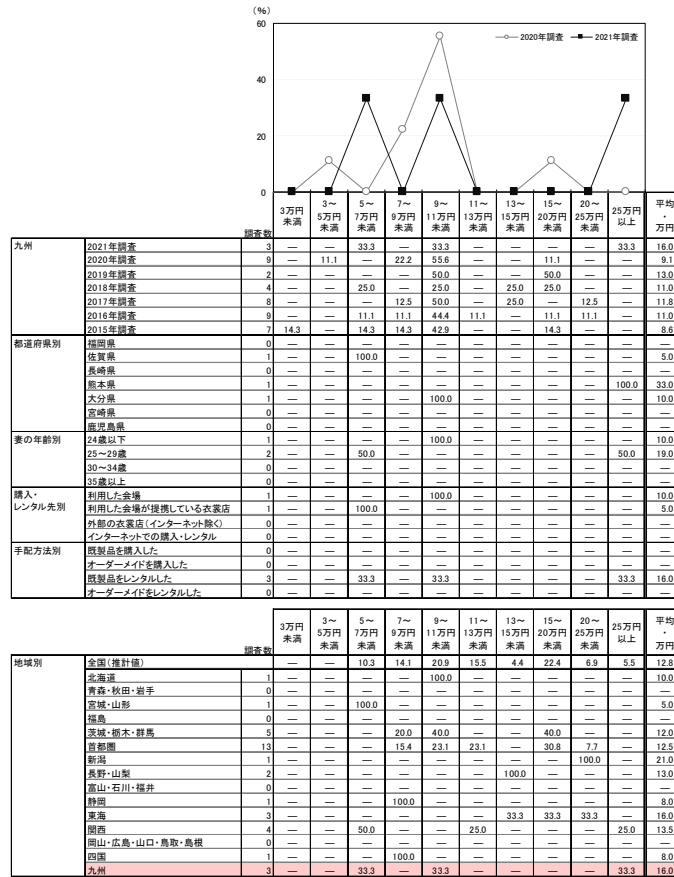 （％）
60
40
20
0
2020年調査 2021年調査
調査数 3万円未満 3～5万円未満 5～7万円未満 7～9万円未満 9～11万円未満 11～13万円未満 13～15万円未満 15～20万円未満 20～25万円未満 25万円以上 平均・万円
九州 2021年調査 3 ― ― 33.3 ― 33.3 ― ― ― ― 33.3 16.0
2020年調査 9 ― 11.1 ― 22.2 55.6 ― ― 11.1 ― ― 9.1
2019年調査 2 ― ― ― ― 50.0 ― ― 50.0 ― ― 13.0
2018年調査 4 ― ― 25.0 ― 25.0 ― 25.0 25.0 ― ― 11.0
2017年調査 8 ― ― ― 12.5 50.0 ― 25.0 ― 12.5 ― 11.8
2016年調査 9 ― ― 11.1 11.1 44.4 11.1 ― 11.1 11.1 ― 11.0
2015年調査 7 14.3 ― 14.3 14.3 42.9 ― ― 14.3 ― ― 8.6
都道府県別 福岡県 0 ― ― ― ― ― ― ― ― ― ― ―
佐賀県 1 ― ― 100.0 ― ― ― ― ― ― ― 5.0
長崎県 0 ― ― ― ― ― ― ― ― ― ― ―
熊本県 1 ― ― ― ― ― ― ― ― ― 100.0 33.0
大分県 1 ― ― ― ― 100.0 ― ― ― ― ― 10.0
宮崎県 0 ― ― ― ― ― ― ― ― ― ― ―
鹿児島県 0 ― ― ― ― ― ― ― ― ― ― ―
妻の年齢別 24歳以下 1 ― ― ― ― 100.0 ― ― ― ― ― 10.0
25～29歳 2 ― ― 50.0 ― ― ― ― ― ― 50.0 19.0
30～34歳 0 ― ― ― ― ― ― ― ― ― ― ―
35歳以上 0 ― ― ― ― ― ― ― ― ― ― ―
購入・レンタル先別 利用した会場 1 ― ― ― ― 100.0 ― ― ― ― ― 10.0
利用した会場が提携している衣裳店 1 ― ― 100.0 ― ― ― ― ― ― ― 5.0
外部の衣裳店（インターネット除く） 0 ― ― ― ― ― ― ― ― ― ― ―
インターネットでの購入・レンタル 0 ― ― ― ― ― ― ― ― ― ― ―
手配方法別 既製品を購入した 0 ― ― ― ― ― ― ― ― ― ― ―
オーダーメイドを購入した 0 ― ― ― ― ― ― ― ― ― ― ―
既製品をレンタルした 3 ― ― 33.3 ― 33.3 ― ― ― ― 33.3 16.0
オーダーメイドをレンタルした 0 ― ― ― ― ― ― ― ― ― ― ―
調査数 3万円未満 3～5万円未満 5～7万円未満 7～9万円未満 9～11万円未満 11～13万円未満 13～15万円未満 15～20万円未満 20～25万円未満 25万円以上 平均・万円
地域別 全国（推計値） ― ― 10.3 14.1 20.9 15.5 4.4 22.4 6.9 5.5 12.8
北海道 1 ― ― ― ― 100.0 ― ― ― ― ― 10.0
青森・秋田・岩手 0 ― ― ― ― ― ― ― ― ― ― ―
宮城・山形 1 ― ― 100.0 ― ― ― ― ― ― ― 5.0
福島 0 ― ― ― ― ― ― ― ― ― ― ―
茨城・栃木・群馬 5 ― ― ― 20.0 40.0 ― ― 40.0 ― ― 12.0
首都圏 13 ― ― ― 15.4 23.1 23.1 ― 30.8 7.7 ― 12.5
新潟 1 ― ― ― ― ― ― ― ― 100.0 ― 21.0
長野・山梨 2 ― ― ― ― ― ― 100.0 ― ― ― 13.0
富山・石川・福井 0 ― ― ― ― ― ― ― ― ― ― ―
静岡 1 ― ― ― 100.0 ― ― ― ― ― ― 8.0
東海 3 ― ― ― ― ― ― 33.3 33.3 33.3 ― 16.0
関西 4 ― ― 50.0 ― ― 25.0 ― ― ― 25.0 13.5
岡山・広島・山口・鳥取・島根 0 ― ― ― ― ― ― ― ― ― ― ―
四国 1 ― ― ― 100.0 ― ― ― ― ― ― 8.0
九州 3 ― ― 33.3 ― 33.3 ― ― ― ― 33.3 16.0